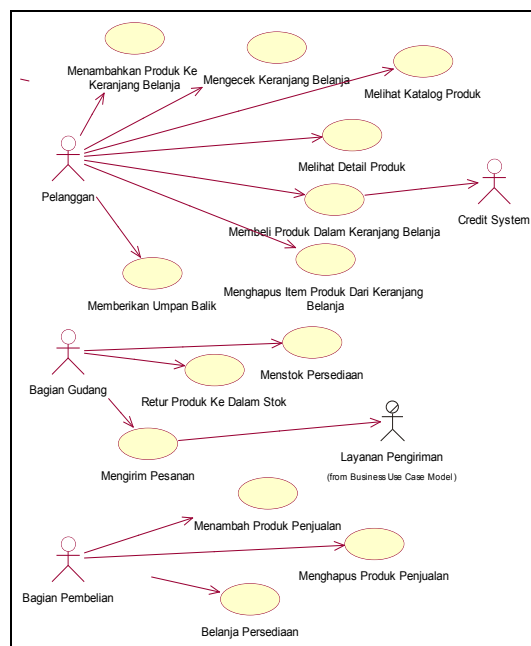 Menambahkan Produk Ke
Keranjang Belanja
Mengecek Keranjang Belanja
Melihat Katalog Produk
Melihat Detail Produk
Pelanggan
Membeli Produk Dalam Keranjang Belanja
Credit System
Memberikan Umpan Balik
Menghapus Item Produk Dari Keranjang
Belanja
Menstok Persediaan
Bagian Gudang
Retur Produk Ke Dalam Stok
Mengirim Pesanan
Layanan Pengiriman
(from Business Use Case Model)
Menambah Produk Penjualan
Menghapus Produk Penjualan
Bagian Pembelian
Belanja Persediaan